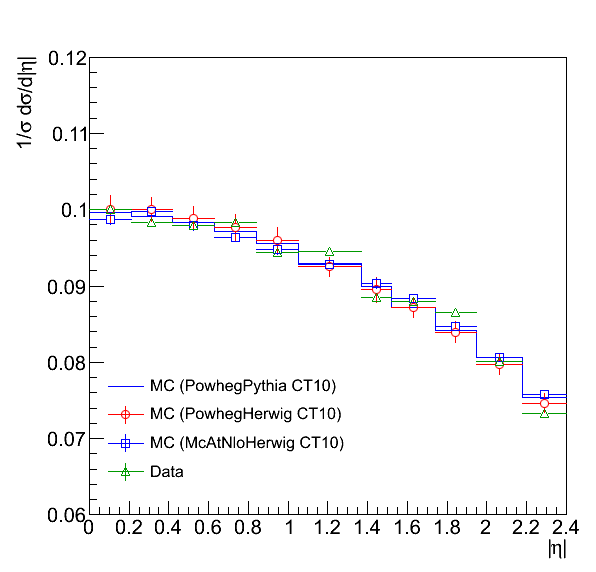 1/σ dσ/d|η|
0.12
0.11
0.1
0.09
0.08
0.07
0.06
MC (PowhegPythia CT10)
MC (PowhegHerwig CT10)
MC (McAtNloHerwig CT10)
Data
0 0.2 0.4 0.6 0.8 1 1.2 1.4 1.6 1.8 2 2.2 2.4
|η|